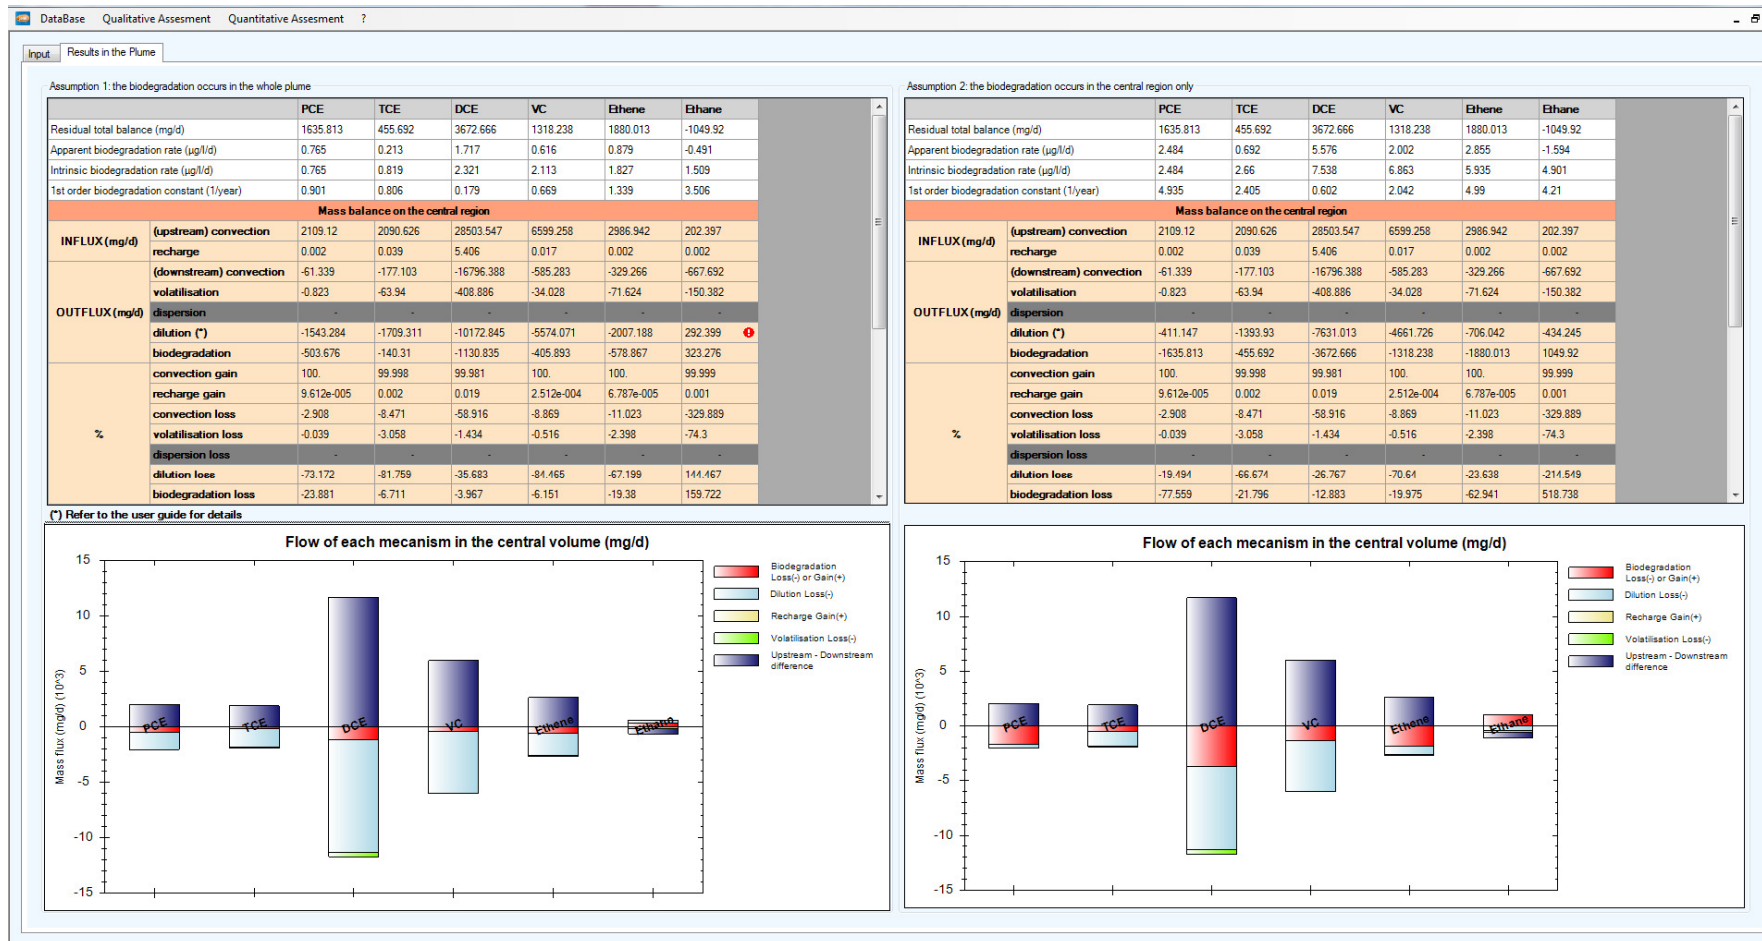 DataBase Qualitative Assesment Quantitative Assesment ?
Input Results in the Plume
Assumption 1: the biodegradation occurs in the whole plume
PCE TCE DCE VC Ethene Ethane
Residual total balance (mg/d) 1635.813 455.692 3672.666 1318.238 1880.013 -1049.92
Apparent biodegradation rate (µg/l/d) 0.765 0.213 1.717 0.616 0.879 -0.491
Intrinsic biodegradation rate (µg/l/d) 0.765 0.819 2.321 2.113 1.827 1.509
1st order biodegradation constant (1/year) 0.901 0.806 0.179 0.669 1.339 3.506
Mass balance on the central region
INFLUX (mg/d)
(upstream) convection 2109.12 2090.626 28503.547 6599.258 2986.942 202.397
recharge 0.002 0.039 5.406 0.017 0.002 0.002
OUTFLUX (mg/d)
(downstream) convection -61.339 -177.103 -16796.388 -585.283 -329.266 -667.692
volatilisation -0.823 -63.94 -408.886 -34.028 -71.624 -150.382
dispersion - - - - - -
dilution (*) -1543.284 -1709.311 -10172.845 -5574.071 -2007.188 292.399
biodegradation -503.676 -140.31 -1130.835 -405.893 -578.867 323.276
%
convection gain 100. 99.998 99.981 100. 100. 99.999
recharge gain 9.612e-005 0.002 0.019 2.512e-004 6.787e-005 0.001
convection loss -2.908 -8.471 -58.916 -8.869 -11.023 -329.889
volatilisation loss -0.039 -3.058 -1.434 -0.516 -2.398 -74.3
dispersion loss - - - - - -
dilution loss -73.172 -81.759 -35.683 -84.465 -67.199 144.467
biodegradation loss -23.881 -6.711 -3.967 -6.151 -19.38 159.722
(*) Refer to the user guide for details
Flow of each mecanism in the central volume (mg/d)
Mass flux (mg/d) (10^3)
15
10
5
0
-5
-10
-15
PCE TCE DCE VC Ethene Ethane
Biodegradation
Loss(-) or Gain(+)
Dilution Loss(-)
Recharge Gain(+)
Volatilisation Loss(-)
Upstream - Downstream
difference
Assumption 2: the biodegradation occurs in the central region only
PCE TCE DCE VC Ethene Ethane
Residual total balance (mg/d) 1635.813 455.692 3672.666 1318.238 1880.013 -1049.92
Apparent biodegradation rate (µg/l/d) 2.484 0.692 5.576 2.002 2.855 -1.594
Intrinsic biodegradation rate (µg/l/d) 2.484 2.66 7.538 6.863 5.935 4.901
1st order biodegradation constant (1/year) 4.935 2.405 0.602 2.042 4.99 4.21
Mass balance on the central region
INFLUX (mg/d)
(upstream) convection 2109.12 2090.626 28503.547 6599.258 2986.942 202.397
recharge 0.002 0.039 5.406 0.017 0.002 0.002
OUTFLUX (mg/d)
(downstream) convection -61.339 -177.103 -16796.388 -585.283 -329.266 -667.692
volatilisation -0.823 -63.94 -408.886 -34.028 -71.624 -150.382
dispersion - - - - - -
dilution (*) -411.147 -1393.93 -7631.013 -4661.726 -706.042 -434.245
biodegradation -1635.813 -455.692 -3672.666 -1318.238 -1880.013 1049.92
%
convection gain 100. 99.998 99.981 100. 100. 99.999
recharge gain 9.612e-005 0.002 0.019 2.512e-004 6.787e-005 0.001
convection loss -2.908 -8.471 -58.916 -8.869 -11.023 -329.889
volatilisation loss -0.039 -3.058 -1.434 -0.516 -2.398 -74.3
dispersion loss - - - - - -
dilution loss -19.494 -66.674 -26.767 -70.64 -23.638 -214.549
biodegradation loss -77.559 -21.796 -12.883 -19.975 -62.941 518.738
Flow of each mecanism in the central volume (mg/d)
Mass flux (mg/d) (10^3)
15
10
5
0
-5
-10
-15
PCE TCE DCE VC Ethene Ethane
Biodegradation
Loss(-) or Gain(+)
Dilution Loss(-)
Recharge Gain(+)
Volatilisation Loss(-)
Upstream - Downstream
difference